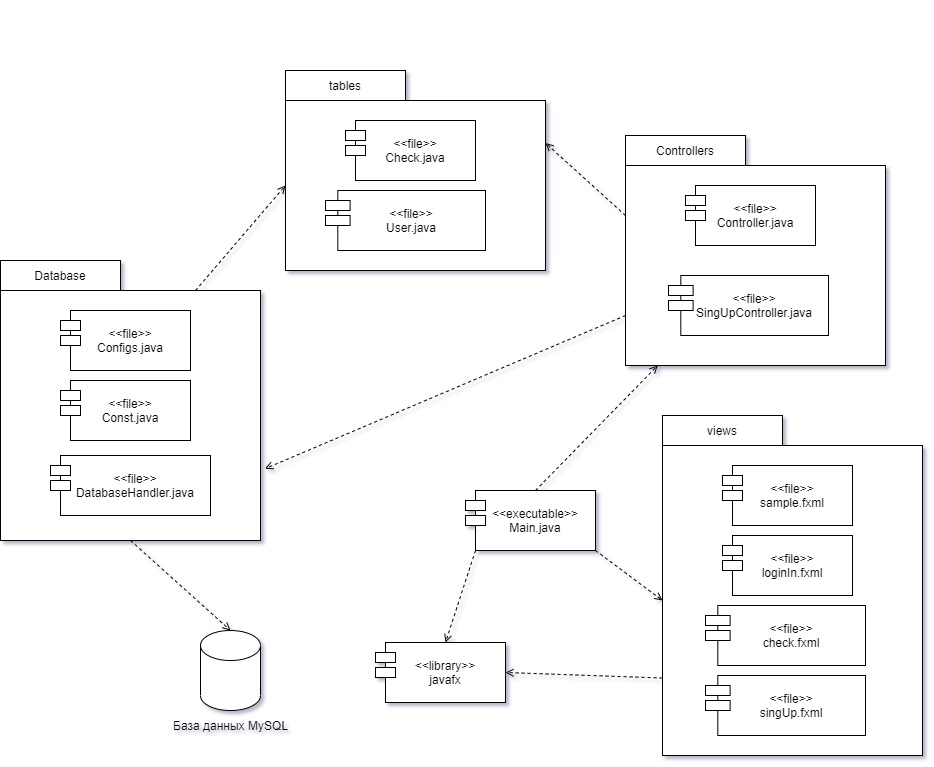 tables
<<file>>
Check.java
<<file>>
User.java
Controllers
<<file>>
Controller.java
<<file>>
SingUpController.java
Database
<<file>>
Configs.java
<<file>>
Const.java
<<file>>
DatabaseHandler.java
views
<<file>>
sample.fxml
<<file>>
loginIn.fxml
<<file>>
check.fxml
<<file>>
singUp.fxml
<<executable>>
Main.java
<<library>>
javafx
База данных MySQL